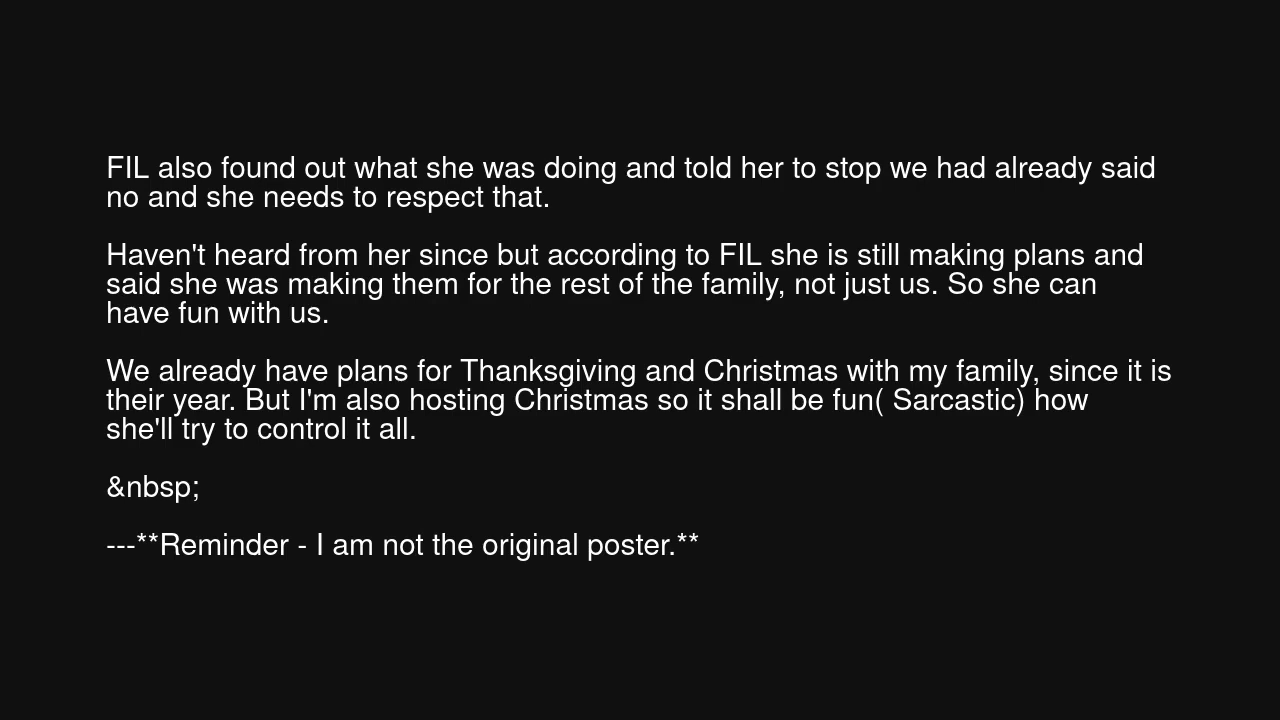 FIL also found out what she was doing and told her to stop we had already said
no and she needs to respect that.
Haven't heard from her since but according to FIL she is still making plans and
said she was making them for the rest of the family, not just us. So she can
have fun with us.
We already have plans for Thanksgiving and Christmas with my family, since it is
their year. But I'm also hosting Christmas so it shall be fun( Sarcastic) how
she'll try to control it all.
&nbsp;
---**Reminder - I am not the original poster.**